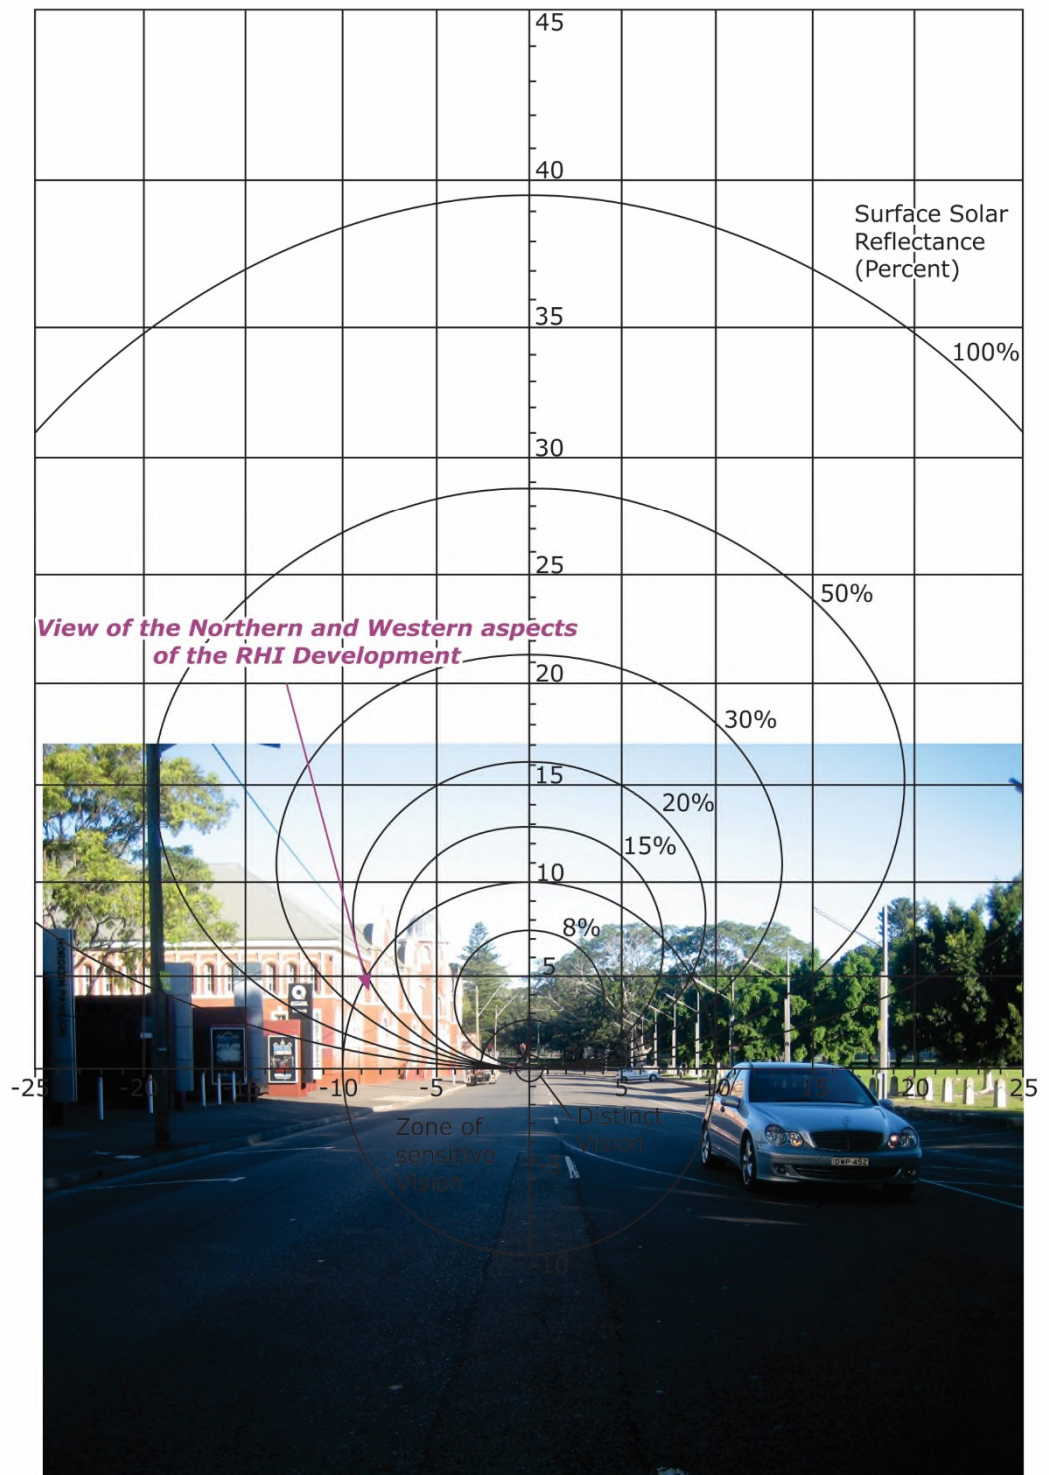 45
40
Surface Solar
Reflectance
(Percent)
35
100%
30
25
50%
View of the Northern and Western aspects
of the RHI Development
20
30%
15
20%
15%
10
8%
5
-25 -20 -15 -10 -5 5 10 15 20 25
Zone of
sensitive
Vision
Distinct
Vision
-5
-10